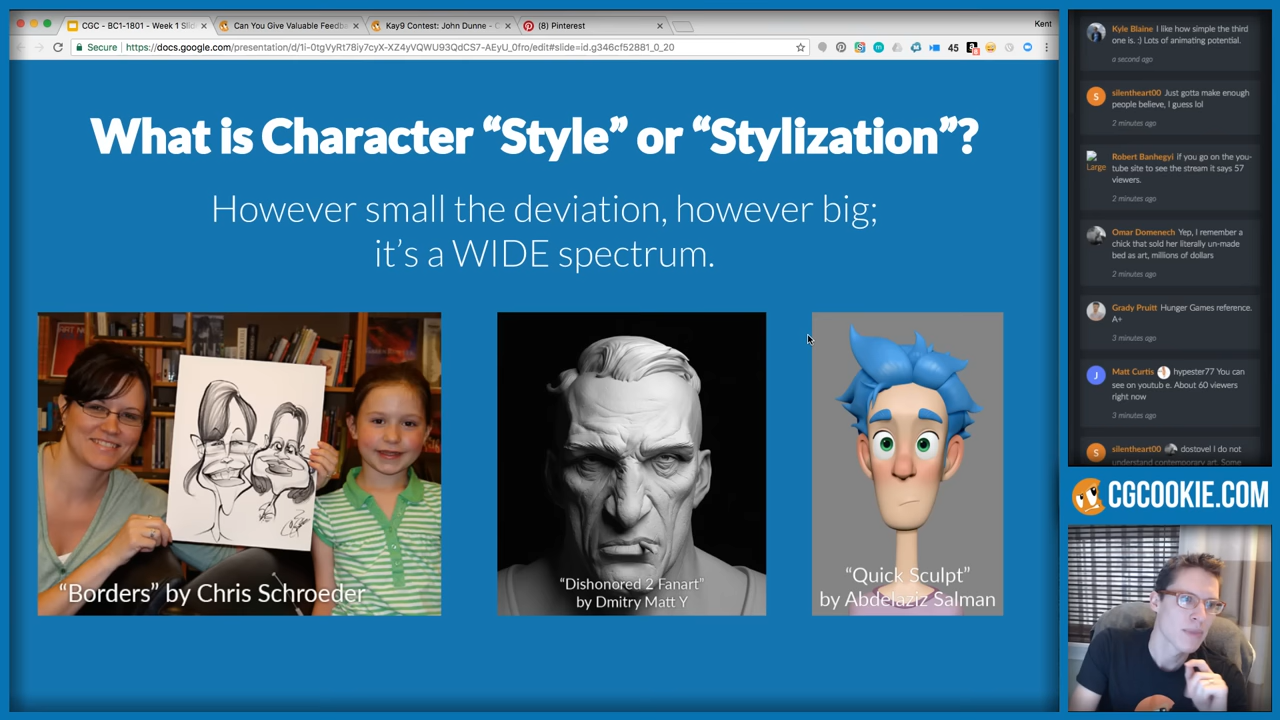 CGC - BC1-1801 - Week 1 Slid
Can You Give Valuable Feedba
Kay9 Contest: John Dunne - C
(8) Pinterest
Kent
Secure
https://docs.google.com/presentation/d/1i-0tgVyRt78iy7cyX-XZ4yVQWU93QdCS7-AEyU_0fro/edit#slide=id.g346cf52881_0_20
45
What is Character “Style” or “Stylization”?
However small the deviation, however big;
it’s a WIDE spectrum.
“Borders” by Chris Schroeder
“Dishonored 2 Fanart”
by Dmitry Matt Y
“Quick Sculpt”
by Abdelaziz Salman
Kyle Blaine I like how simple the third
one is. :) Lots of animating potential.
a second ago
S
silentheart00 Just gotta make enough
people believe, I guess lol
2 minutes ago
Large
Robert Banhegyi if you go on the you-
tube site to see the stream it says 57
viewers.
2 minutes ago
Omar Domenech Yep, I remember a
chick that sold her literally un-made
bed as art, millions of dollars
2 minutes ago
Grady Pruitt Hunger Games reference.
A+
3 minutes ago
J
Matt Curtis hypester77 You can
see on youtub e. About 60 viewers
right now
3 minutes ago
S
silentheart00 dostovel I do not
understand contemporary art. Some
CGCOOKIE.COM